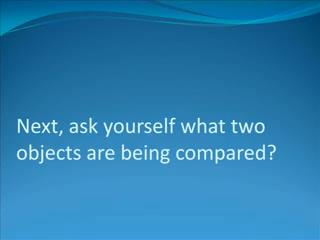 Next, ask yourself what two
objects are being compared?